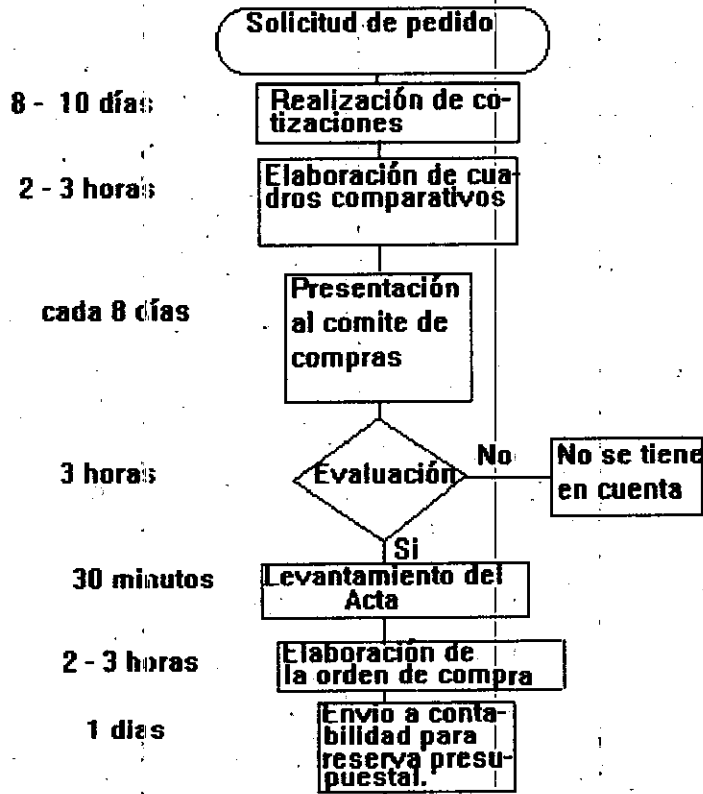 Solicitud de pedido
8 - 10 días
Realización de co-
tizaciones
2 - 3 horas
Elaboración de cua-
dros comparativos
cada 8 días
Presentación
al comite de
compras
3 horas
Evaluación
No
No se tiene
en cuenta
Si
30 minutos
Levantamiento del
Acta
2 - 3 horas
Elaboración de
la orden de compra
1 dias
Envio a conta-
bilidad para
reserva presu-
puestal.